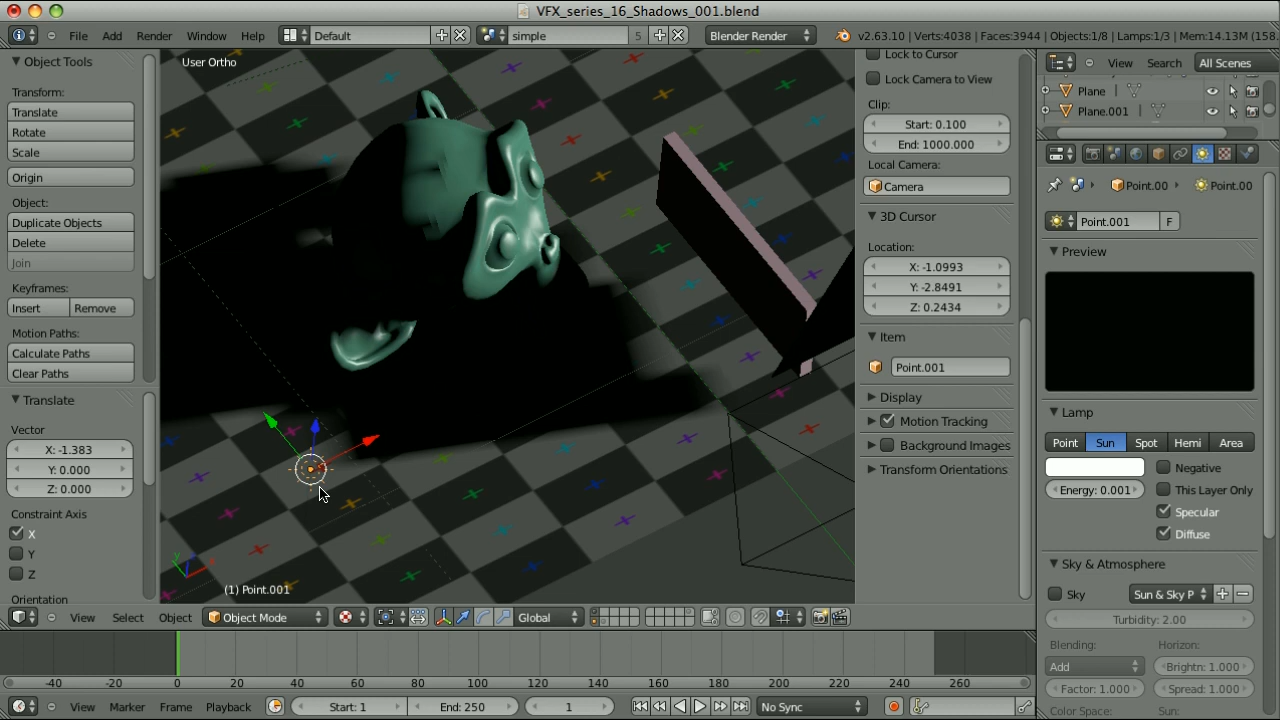 VFX_series_16_Shadows_001.blend
File Add Render Window Help Default simple 5 Blender Render v2.63.10 | Verts:4038 | Faces:3944 | Objects:1/8 | Lamps:1/3 | Mem:14.13M (158.
Object Tools
Transform:
Translate
Rotate
Scale
Origin
Object:
Duplicate Objects
Delete
Join
Keyframes:
Insert Remove
Motion Paths:
Calculate Paths
Clear Paths
Translate
Vector
X: -1.383
Y: 0.000
Z: 0.000
Constraint Axis
X
Y
Z
Orientation
User Ortho
(1) Point.001
View Select Object Object Mode Global
Lock to Cursor
Lock Camera to View
Clip:
Start: 0.100
End: 1000.000
Local Camera:
Camera
3D Cursor
Location:
X: -1.0993
Y: -2.8491
Z: 0.2434
Item
Point.001
Display
Motion Tracking
Background Images
Transform Orientations
View Search All Scenes
Plane
Plane.001
Point.00 Point.00
Point.001 F
Preview
Lamp
Point Sun Spot Hemi Area
Negative
Energy: 0.001 This Layer Only
Specular
Diffuse
Sky & Atmosphere
Sky Sun & Sky P
Turbidity: 2.00
Blending: Horizon:
Add Brightn: 1.000
Factor: 1.000 Spread: 1.000
Color Space: Sun:
-40 -20 0 20 40 60 80 100 120 140 160 180 200 220 240 260
View Marker Frame Playback Start: 1 End: 250 1 No Sync